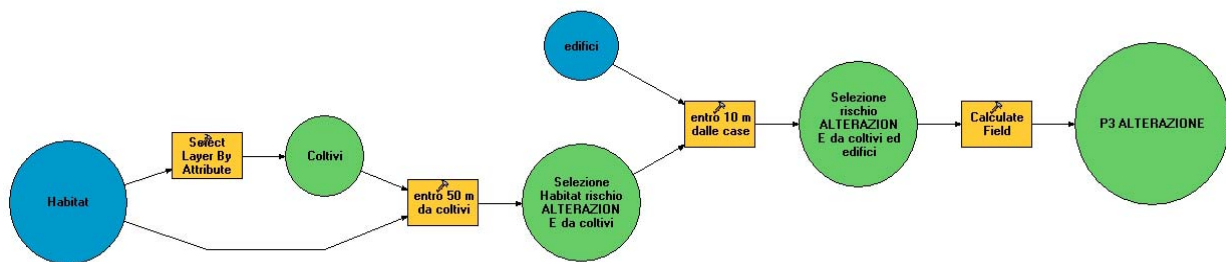 Habitat
Select
Layer By
Attribute
Coltivi
entro 50 m
da coltivi
Selezione
Habitat rischio
ALTERAZION
E da coltivi
edifici
entro 10 m
dalle case
Selezione
rischio
ALTERAZION
E da coltivi ed
edifici
Calculate
Field
P3 ALTERAZIONE